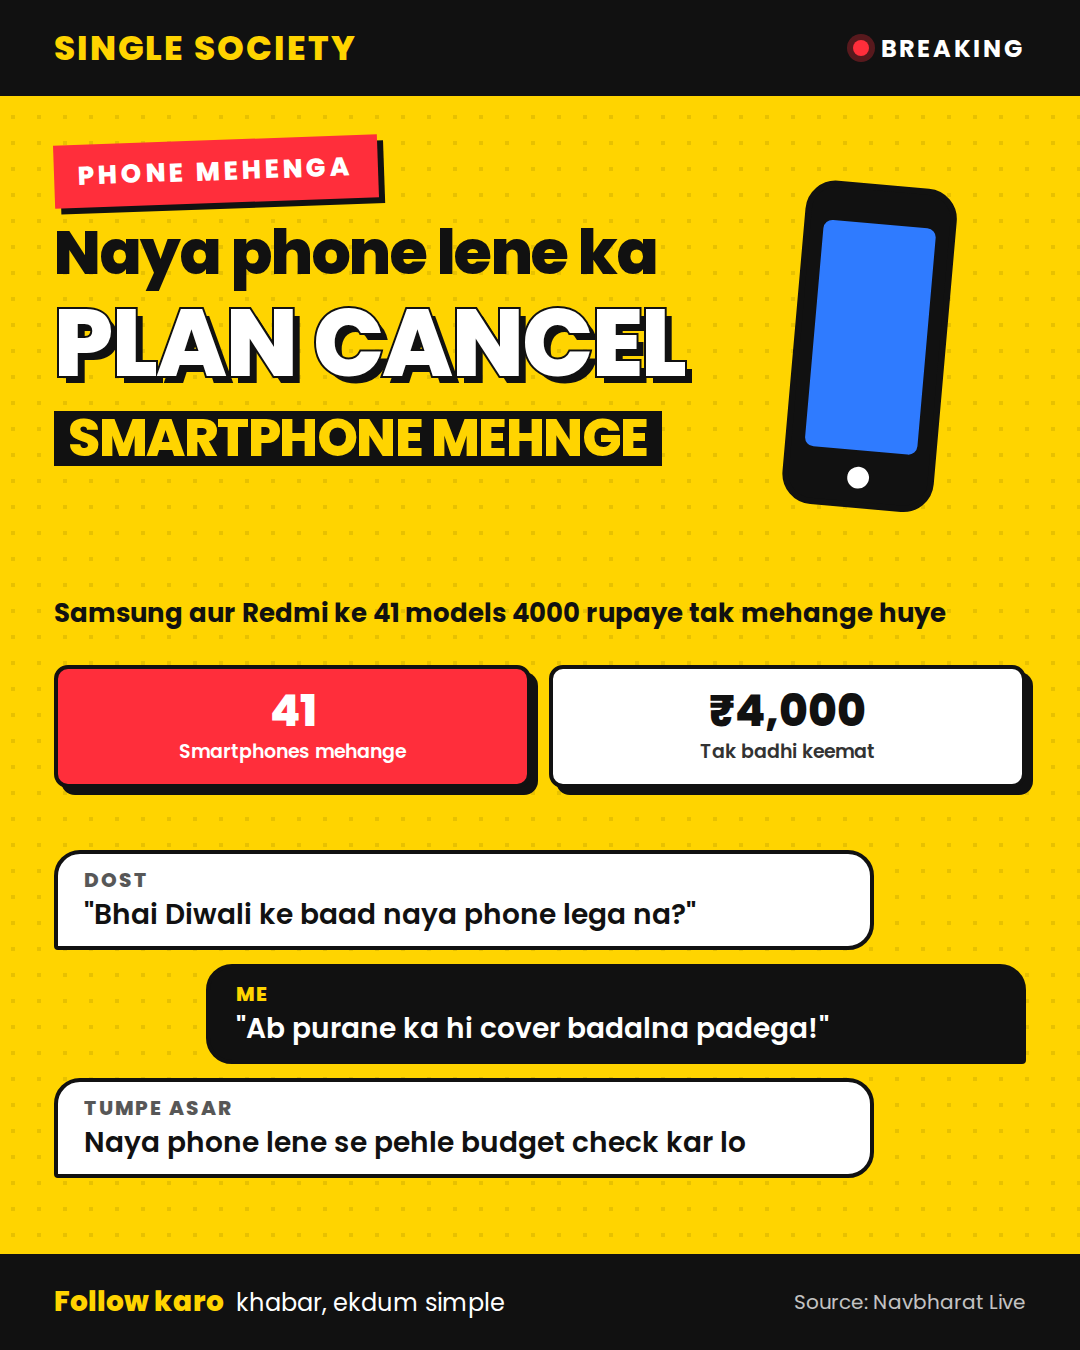 SINGLE SOCIETY
BREAKING
PHONE MEHENGA
Naya phone lene ka
PLAN CANCEL
SMARTPHONE MEHNGE
Samsung aur Redmi ke 41 models 4000 rupaye tak mehange huye
41
Smartphones mehange
₹4,000
Tak badhi keemat
DOST
"Bhai Diwali ke baad naya phone lega na?"
ME
"Ab purane ka hi cover badalna padega!"
TUMPE ASAR
Naya phone lene se pehle budget check kar lo
Follow karo khabar, ekdum simple
Source: Navbharat Live